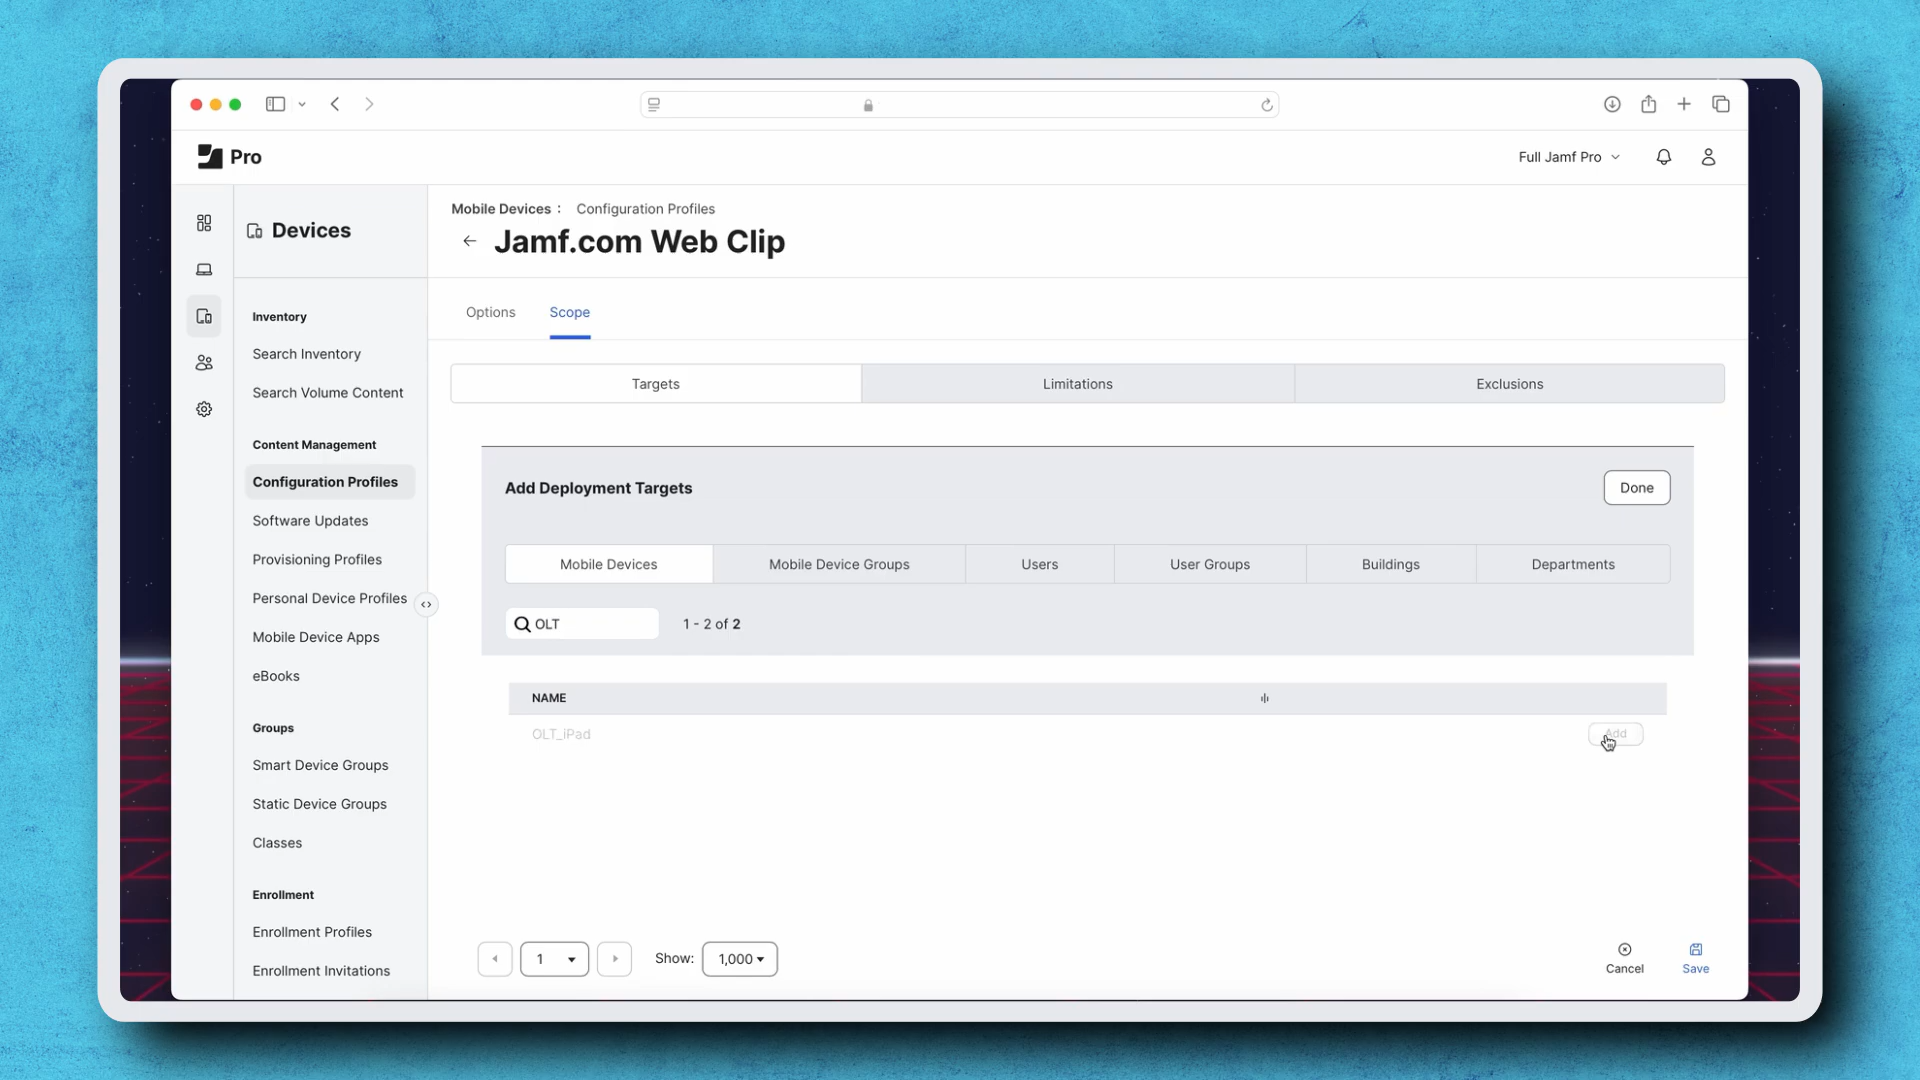 Pro
Full Jamf Pro
Devices
Inventory
Search Inventory
Search Volume Content
Content Management
Configuration Profiles
Software Updates
Provisioning Profiles
Personal Device Profiles
Mobile Device Apps
eBooks
Groups
Smart Device Groups
Static Device Groups
Classes
Enrollment
Enrollment Profiles
Enrollment Invitations
Mobile Devices : Configuration Profiles
Jamf.com Web Clip
Options Scope
Targets Limitations Exclusions
Add Deployment Targets
Done
Mobile Devices Mobile Device Groups Users User Groups Buildings Departments
OLT 1 - 2 of 2
NAME
OLT_iPad Add
1 Show: 1,000
Cancel Save